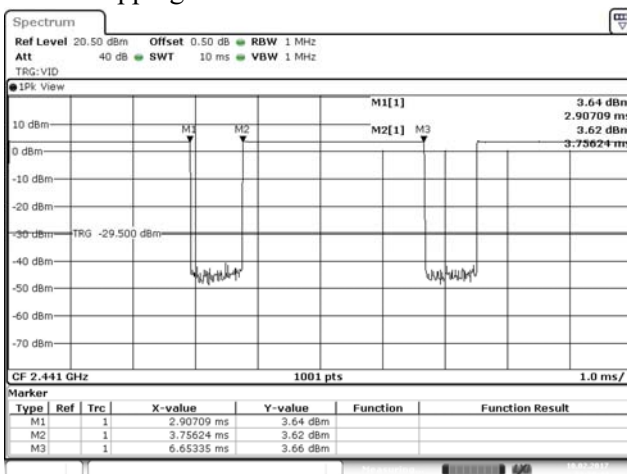 Spectrum
Ref Level 20.50 dBm Offset 0.50 dB RBW 1 MHz
Att 40 dB SWT 10 ms VBW 1 MHz
TRG:VID
1Pk View
M1[1] 3.64 dBm
2.90709 ms
10 dBm M1 M2 M2[1] M3 3.62 dBm
3.75624 ms
0 dBm
-10 dBm
-20 dBm
-30 dBm TRG -29.500 dBm
-40 dBm
-50 dBm
-60 dBm
-70 dBm
CF 2.441 GHz 1001 pts 1.0 ms/
Marker
Type Ref Trc X-value Y-value Function Function Result
M1 1 2.90709 ms 3.64 dBm
M2 1 3.75624 ms 3.62 dBm
M3 1 6.65335 ms 3.66 dBm